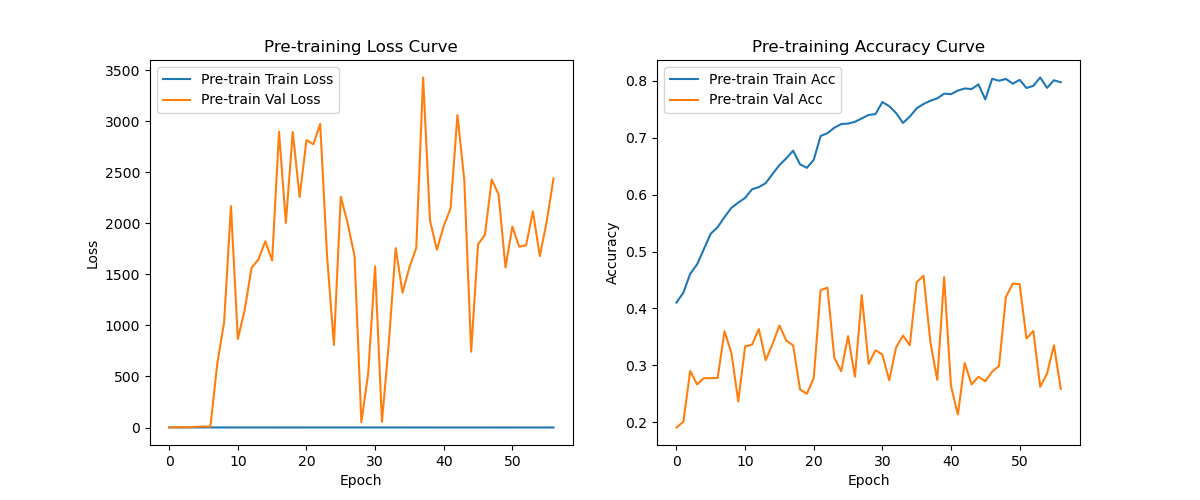 Pre-training Loss Curve
Pre-train Train Loss
Pre-train Val Loss
3500
3000
2500
2000
1500
1000
500
0
Loss
0 10 20 30 40 50
Epoch
Pre-training Accuracy Curve
Pre-train Train Acc
Pre-train Val Acc
0.8
0.7
0.6
0.5
0.4
0.3
0.2
Accuracy
0 10 20 30 40 50
Epoch